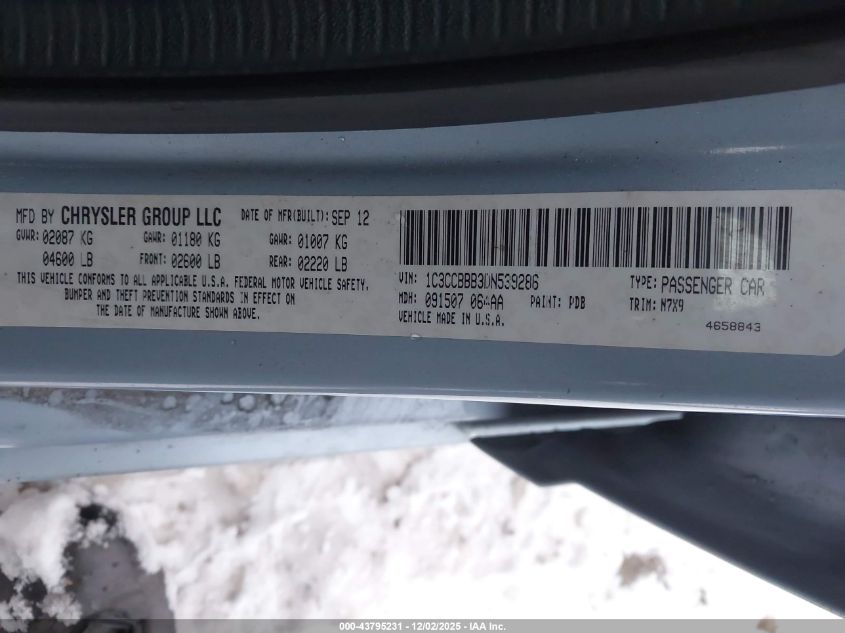 MFD BY CHRYSLER GROUP LLC DATE OF MFR(BUILT): SEP 12
GVWR: 02087 KG GAWR: 01180 KG GAWR: 01007 KG
04600 LB FRONT: 02600 LB REAR: 02220 LB
THIS VEHICLE CONFORMS TO ALL APPLICABLE U.S.A. FEDERAL MOTOR VEHICLE SAFETY,
BUMPER AND THEFT PREVENTION STANDARDS IN EFFECT ON
THE DATE OF MANUFACTURE SHOWN ABOVE.
VIN: 1C3CCBBB3DN539286 TYPE: PASSENGER CAR
MDH: 091507 064AA PAINT: PDB TRIM: N7X9
VEHICLE MADE IN U.S.A. 4658843
000-43795231 - 12/02/2025 - IAA Inc.